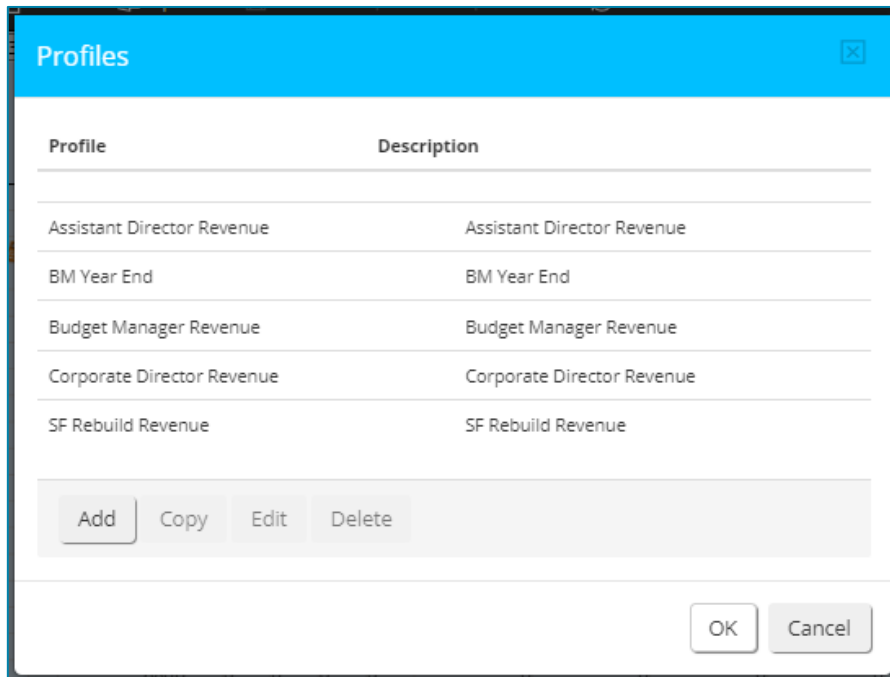 Profiles
Profile Description
Assistant Director Revenue Assistant Director Revenue
BM Year End BM Year End
Budget Manager Revenue Budget Manager Revenue
Corporate Director Revenue Corporate Director Revenue
SF Rebuild Revenue SF Rebuild Revenue
Add Copy Edit Delete
OK Cancel